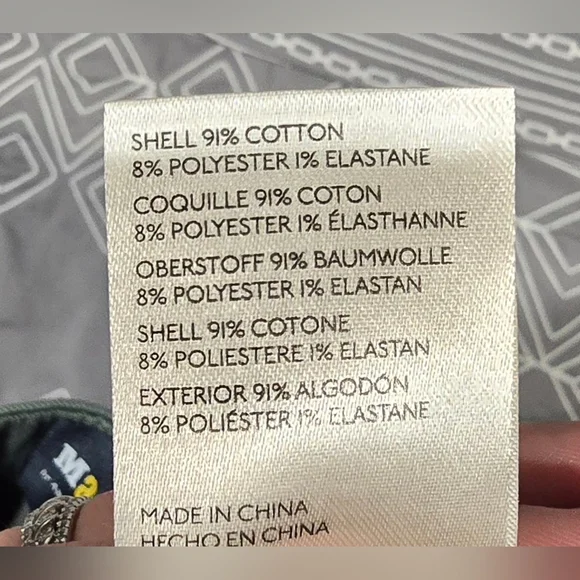 SHELL 91% COTTON
8% POLYESTER 1% ELASTANE
COQUILLE 91% COTON
8% POLYESTER 1% ÉLASTHANNE
OBERSTOFF 91% BAUMWOLLE
8% POLYESTER 1% ELASTAN
SHELL 91% COTONE
8% POLIESTERE 1% ELASTAN
EXTERIOR 91% ALGODÓN
8% POLIÉSTER 1% ELASTANE
MADE IN CHINA
HECHO EN CHINA